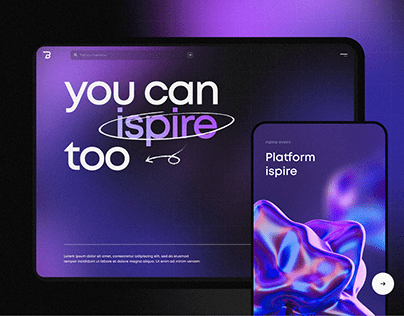 you can
ispire
too
Platform
ispire
Lorem ipsum dolor sit amet, consectetur adipiscing elit, sed do eiusmod
tempor incididunt ut labore et dolore magna aliqua. Ut enim ad minim veniam